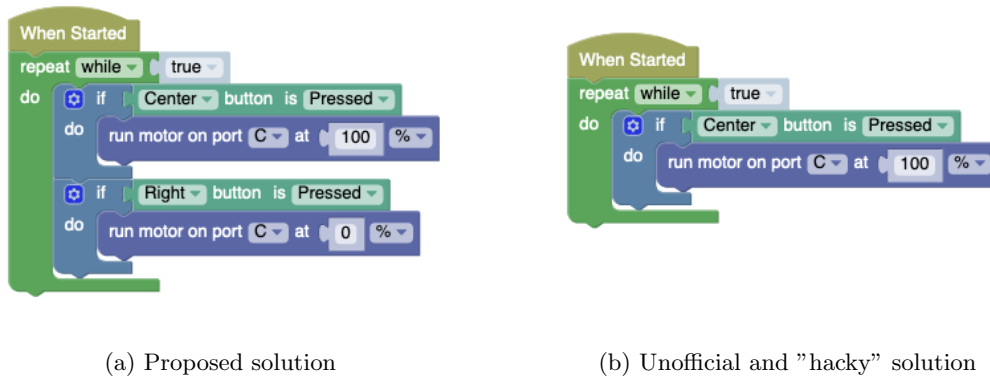 When Started
repeat while true
do if Center button is Pressed
do run motor on port C at 100 %
if Right button is Pressed
do run motor on port C at 0 %
(a) Proposed solution
When Started
repeat while true
do if Center button is Pressed
do run motor on port C at 100 %
(b) Unofficial and ”hacky” solution